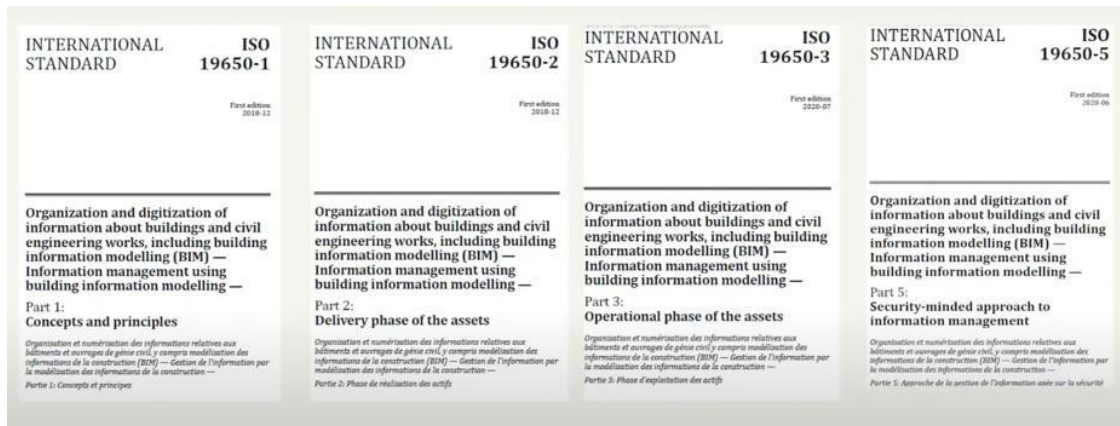 INTERNATIONAL
STANDARD
ISO
19650-1
First edition
2018-12
Organization and digitization of
information about buildings and civil
engineering works, including building
information modelling (BIM) —
Information management using
building information modelling —
Part 1:
Concepts and principles
Organisation et numérisation des informations relatives aux
bâtiments et ouvrages de génie civil, y compris modélisation des
informations de la construction (BIM) — Gestion de l'information par
la modélisation des informations de la construction —
Partie 1: Concepts et principes
INTERNATIONAL
STANDARD
ISO
19650-2
First edition
2018-12
Organization and digitization of
information about buildings and civil
engineering works, including building
information modelling (BIM) —
Information management using
building information modelling —
Part 2:
Delivery phase of the assets
Organisation et numérisation des informations relatives aux
bâtiments et ouvrages de génie civil, y compris modélisation des
informations de la construction (BIM) — Gestion de l'information par
la modélisation des informations de la construction —
Partie 2: Phase de réalisation des actifs
INTERNATIONAL
STANDARD
ISO
19650-3
First edition
2020-07
Organization and digitization of
information about buildings and civil
engineering works, including building
information modelling (BIM) —
Information management using
building information modelling —
Part 3:
Operational phase of the assets
Organisation et numérisation des informations relatives aux
bâtiments et ouvrages de génie civil, y compris modélisation des
informations de la construction (BIM) — Gestion de l'information par
la modélisation des informations de la construction —
Partie 3: Phase d'exploitation des actifs
INTERNATIONAL
STANDARD
ISO
19650-5
First edition
2020-06
Organization and digitization of
information about buildings and civil
engineering works, including building
information modelling (BIM) —
Information management using
building information modelling —
Part 5:
Security-minded approach to
information management
Organisation et numérisation des informations relatives aux
bâtiments et ouvrages de génie civil, y compris modélisation des
informations de la construction (BIM) — Gestion de l'information par
la modélisation des informations de la construction —
Partie 5: Approche de la gestion de l'information axée sur la sécurité